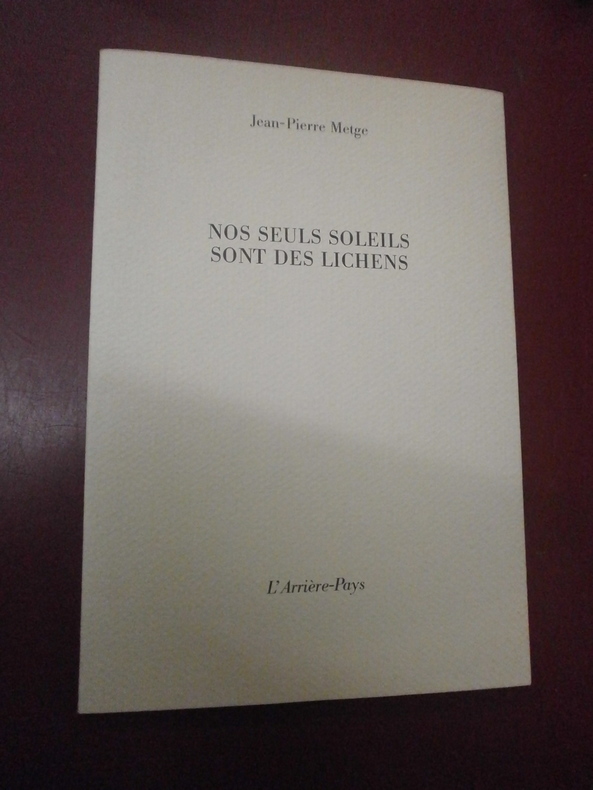 Jean-Pierre Metge
NOS SEULS SOLEILS
SONT DES LICHENS
L'Arrière-Pays